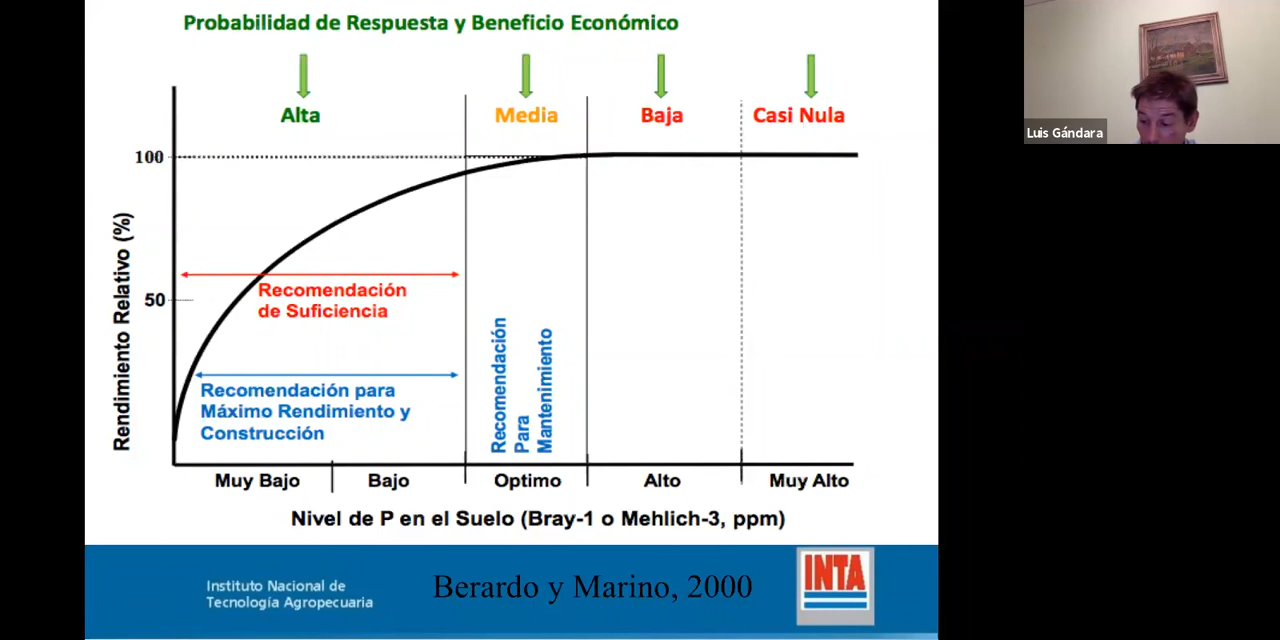 Probabilidad de Respuesta y Beneficio Económico
Alta
Media
Baja
Casi Nula
Luis Gándara
100
50
Rendimiento Relativo (%)
Recomendación
de Suficiencia
Recomendación para
Máximo Rendimiento y
Construcción
Recomendación
Para
Mantenimiento
Muy Bajo
Bajo
Optimo
Alto
Muy Alto
Nivel de P en el Suelo (Bray-1 o Mehlich-3, ppm)
Instituto Nacional de
Tecnología Agropecuaria
Berardo y Marino, 2000
INTA